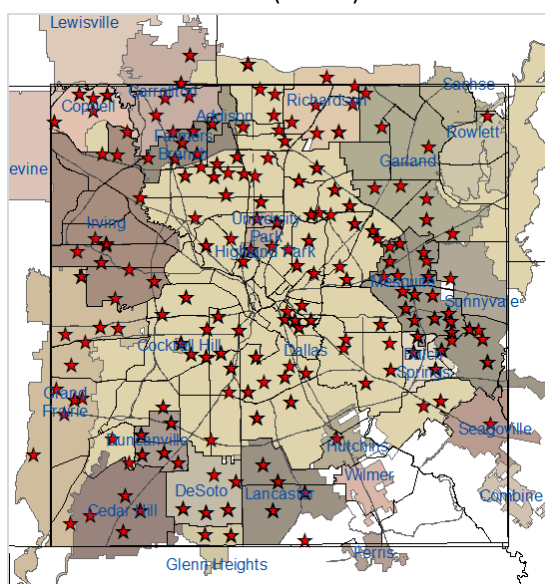 Lewisville
Sachse
Carrollton
Coppell
Richardson
Addison
Rowlett
Farmers
Branch
Garland
evine
Irving
University
Park
Highland Park
Mesquite
Sunnyvale
Cockrell Hill
Dallas
Balch
Springs
Grand
Prairie
Seagoville
Duncanville
Hutchins
Wilmer
Combine
DeSoto
Lancaster
Cedar Hill
Ferris
Glenn Heights